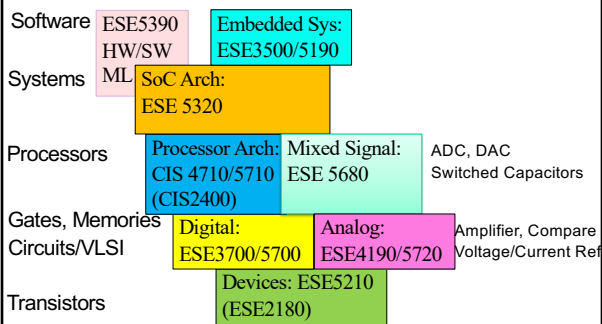 Software
ESE5390
HW/SW
ML
Embedded Sys:
ESE3500/5190
Systems
SoC Arch:
ESE 5320
Processors
Processor Arch:
CIS 4710/5710
(CIS2400)
Mixed Signal:
ESE 5680
ADC, DAC
Switched Capacitors
Gates, Memories
Circuits/VLSI
Digital:
ESE3700/5700
Analog:
ESE4190/5720
Amplifier, Compare
Voltage/Current Ref
Transistors
Devices: ESE5210
(ESE2180)